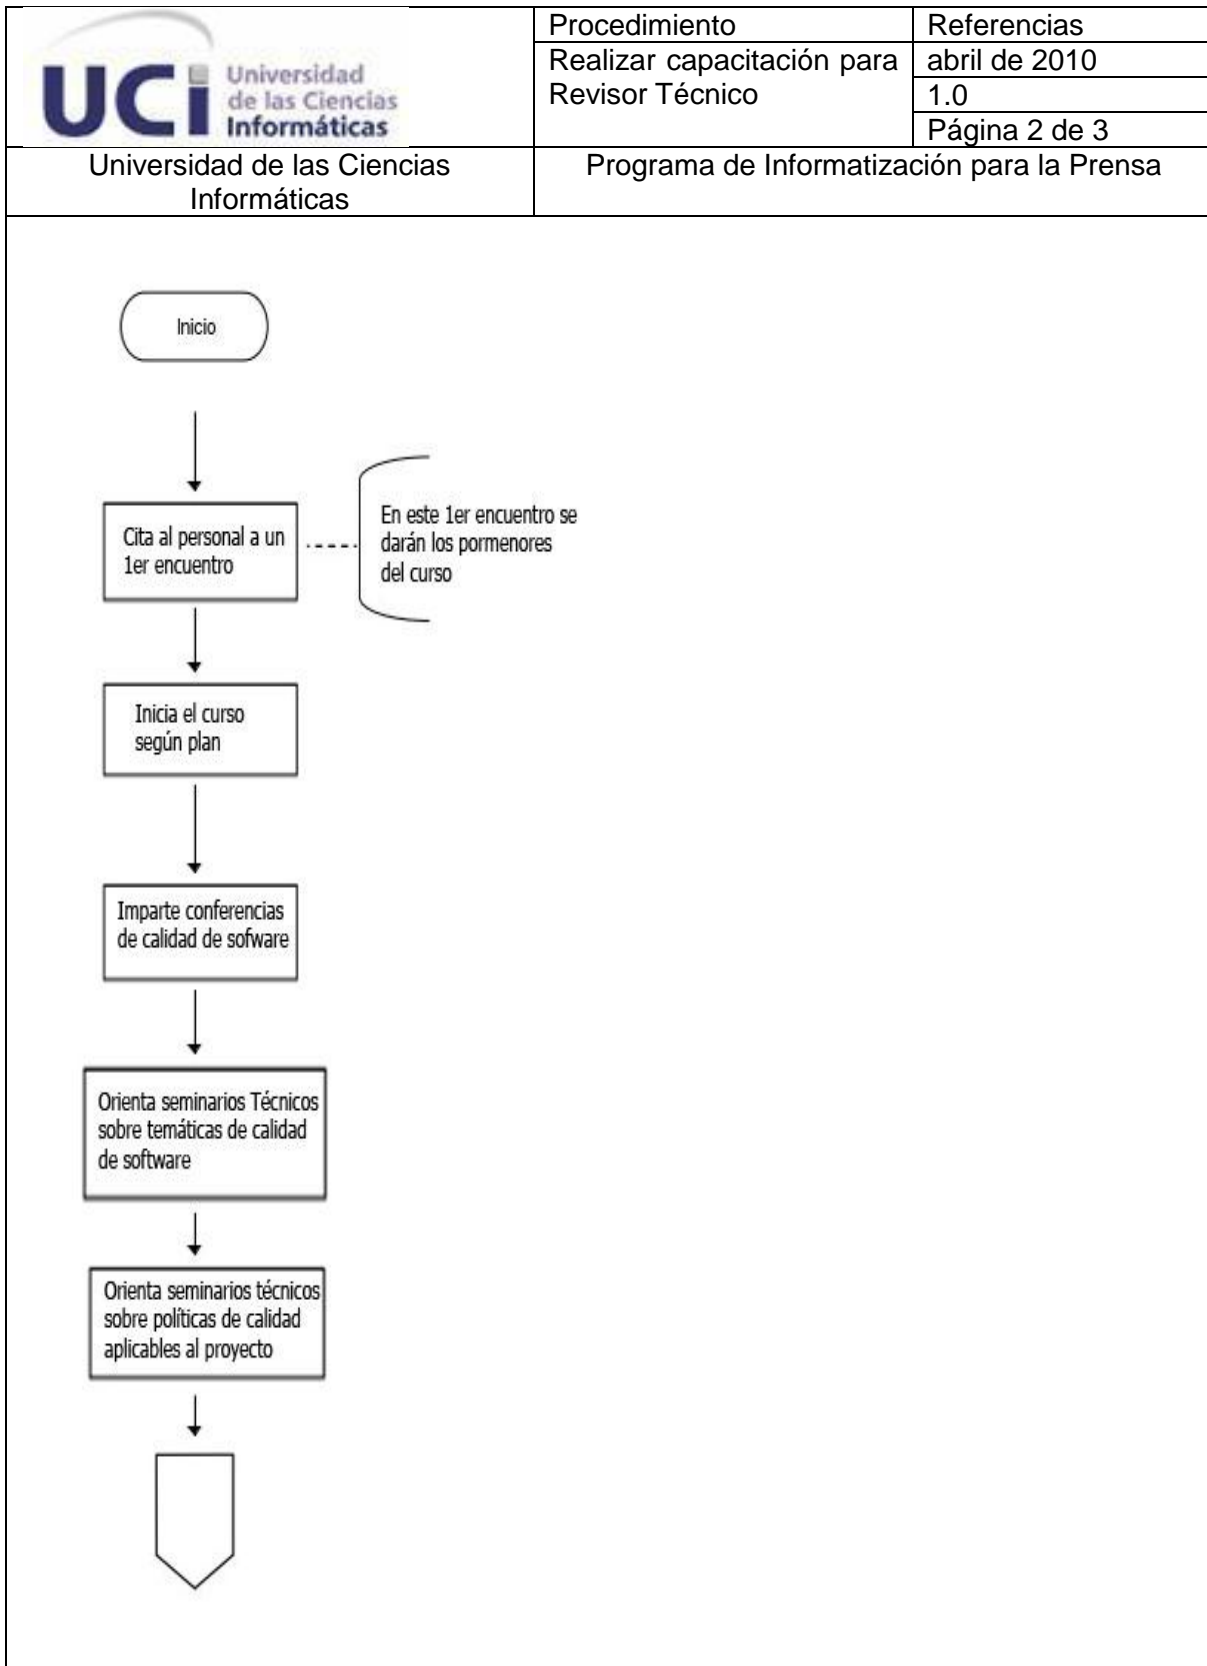 UCi Universidad
de las Ciencias
Informáticas
Procedimiento
Referencias
Realizar capacitación para
Revisor Técnico
abril de 2010
1.0
Página 2 de 3
Universidad de las Ciencias
Informáticas
Programa de Informatización para la Prensa
Inicio
Cita al personal a un
1er encuentro
En este 1er encuentro se
darán los pormenores
del curso
Inicia el curso
según plan
Imparte conferencias
de calidad de sofware
Orienta seminarios Técnicos
sobre temáticas de calidad
de software
Orienta seminarios técnicos
sobre políticas de calidad
aplicables al proyecto